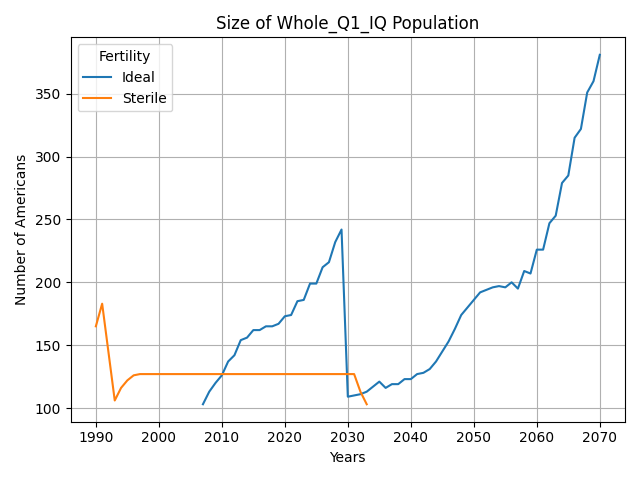 Size of Whole_Q1_IQ Population
Fertility
Ideal
Sterile
Number of Americans
350
300
250
200
150
100
1990 2000 2010 2020 2030 2040 2050 2060 2070
Years